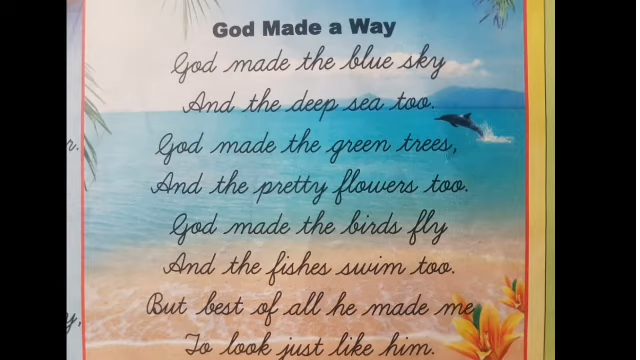 God Made a Way
God made the blue sky
And the deep sea too.
God made the green trees,
And the pretty flowers too.
God made the birds fly
And the fishes swim too.
But best of all he made me
To look just like him.